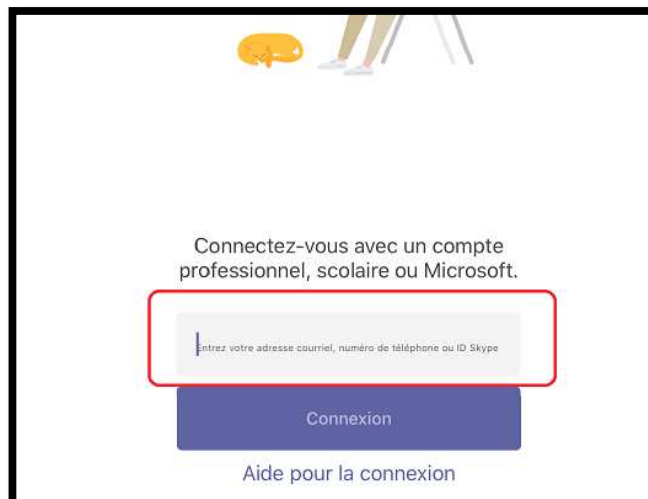 Connectez-vous avec un compte
professionnel, scolaire ou Microsoft.
Entrez votre adresse courriel, numéro de téléphone ou ID Skype
Connexion
Aide pour la connexion